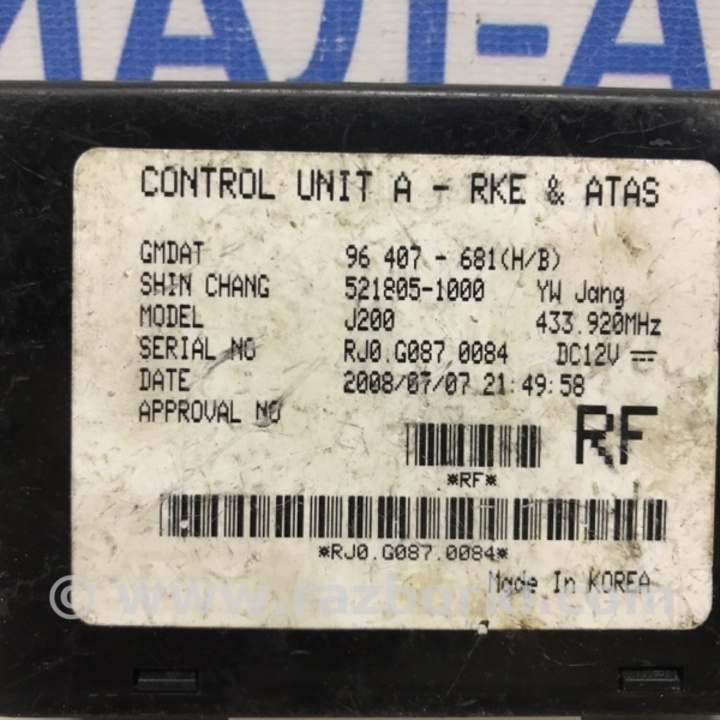 МАЛ-А
CONTROL UNIT A - RKE & ATAS
GMDAT 96 407 - 681(H/B)
SHIN CHANG 521805-1000 YW Jang
MODEL J200 433.920MHz
SERIAL NO RJ0.G087.0084 DC12V
DATE 2008/07/07 21:49:58
APPROVAL NO
RF
*RF*
*RJ0.G087.0084*
Made In KOREA
© www.razborki.com